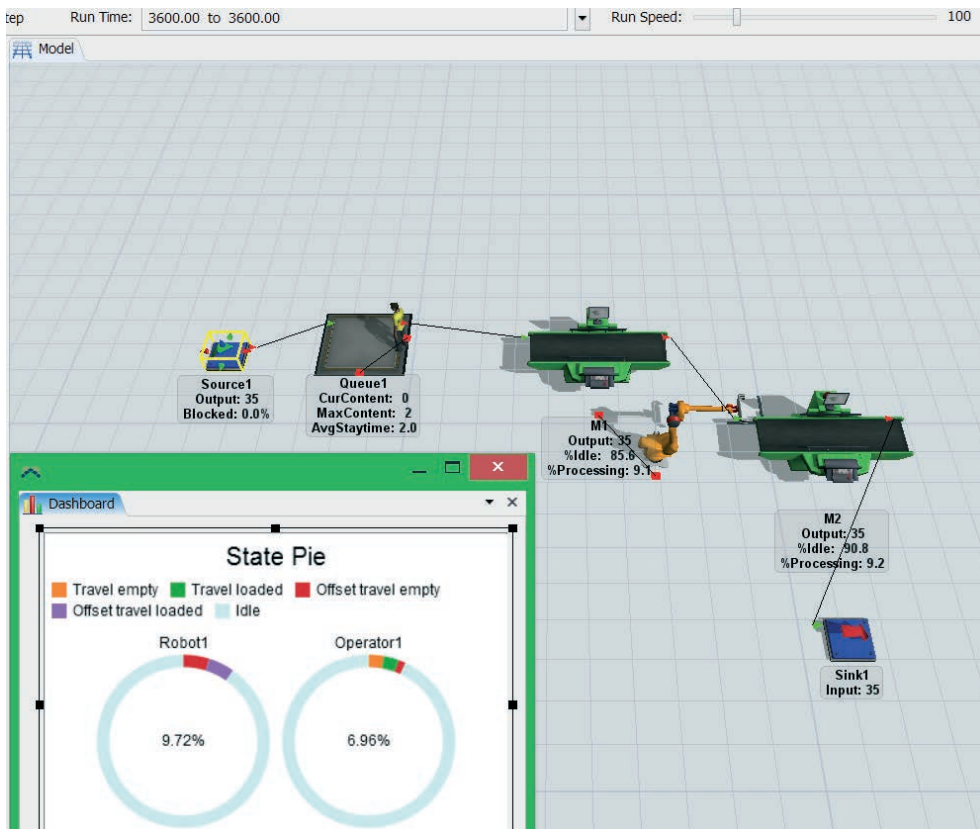 tep Run Time: 3600.00 to 3600.00 Run Speed: 100
Model
Source1
Output: 35
Blocked: 0.0%
Queue1
CurContent: 0
MaxContent: 2
AvgStaytime: 2.0
M1
Output: 35
%Idle: 85.6
%Processing: 9.1
M2
Output: 35
%Idle: 90.8
%Processing: 9.2
Sink1
Input: 35
Dashboard
State Pie
Travel empty Travel loaded Offset travel empty
Offset travel loaded Idle
Robot1 Operator1
9.72% 6.96%